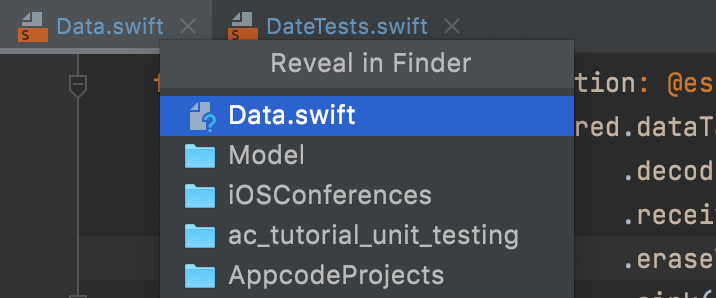 Data.swift DateTests.swift
Reveal in Finder
tion: @es
Data.swift
red.dataTa
Model
.decod
iOSConferences
.recei
ac_tutorial_unit_testing
.erase
AppcodeProjects